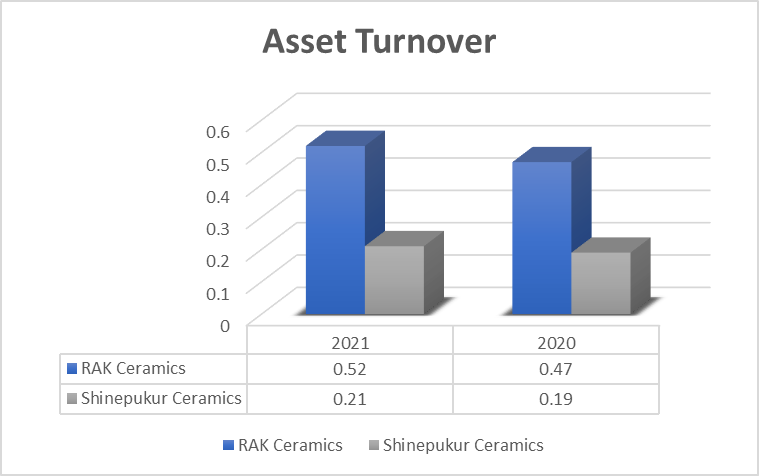 Asset Turnover
0.6
0.5
0.4
0.3
0.2
0.1
0
2021 2020
RAK Ceramics 0.52 0.47
Shinepukur Ceramics 0.21 0.19
RAK Ceramics Shinepukur Ceramics